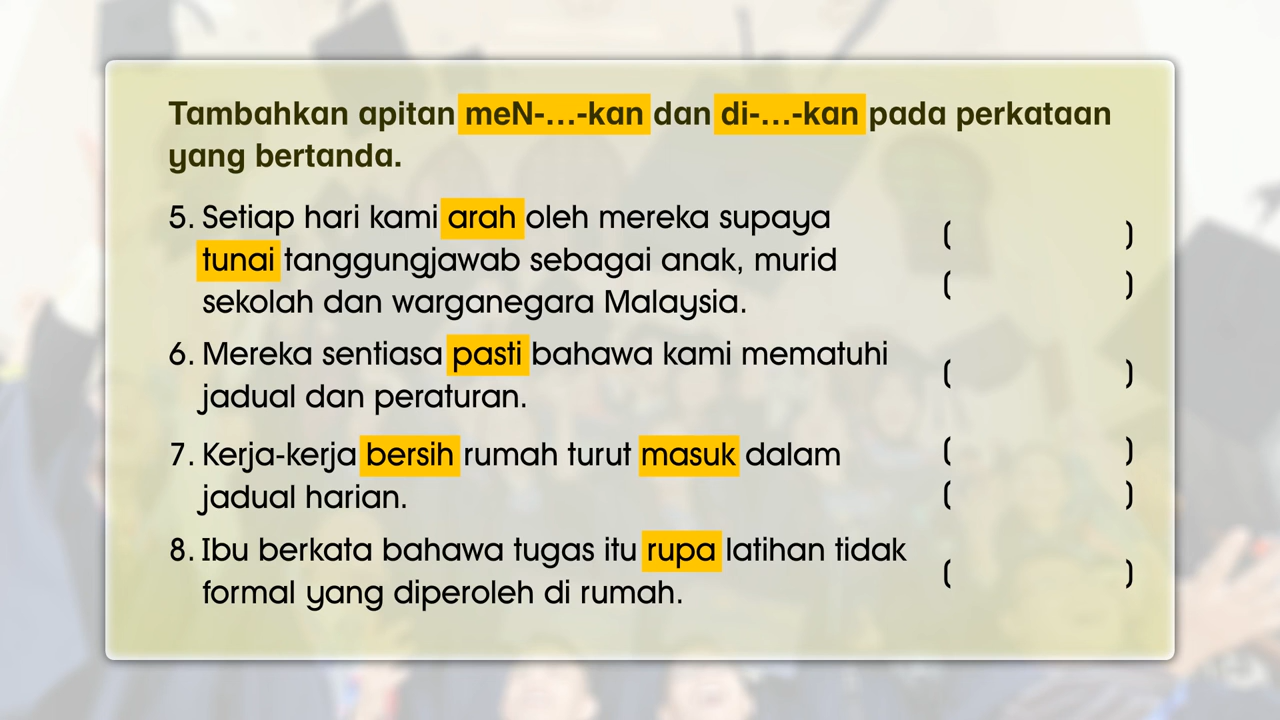 Tambahkan apitan meN-...-kan dan di-...-kan pada perkataan
yang bertanda.
5. Setiap hari kami arah oleh mereka supaya
tunai tanggungjawab sebagai anak, murid
sekolah dan warganegara Malaysia.
( )
( )
6. Mereka sentiasa pasti bahawa kami mematuhi
jadual dan peraturan.
( )
7. Kerja-kerja bersih rumah turut masuk dalam
jadual harian.
( )
( )
8. Ibu berkata bahawa tugas itu rupa latihan tidak
formal yang diperoleh di rumah.
( )